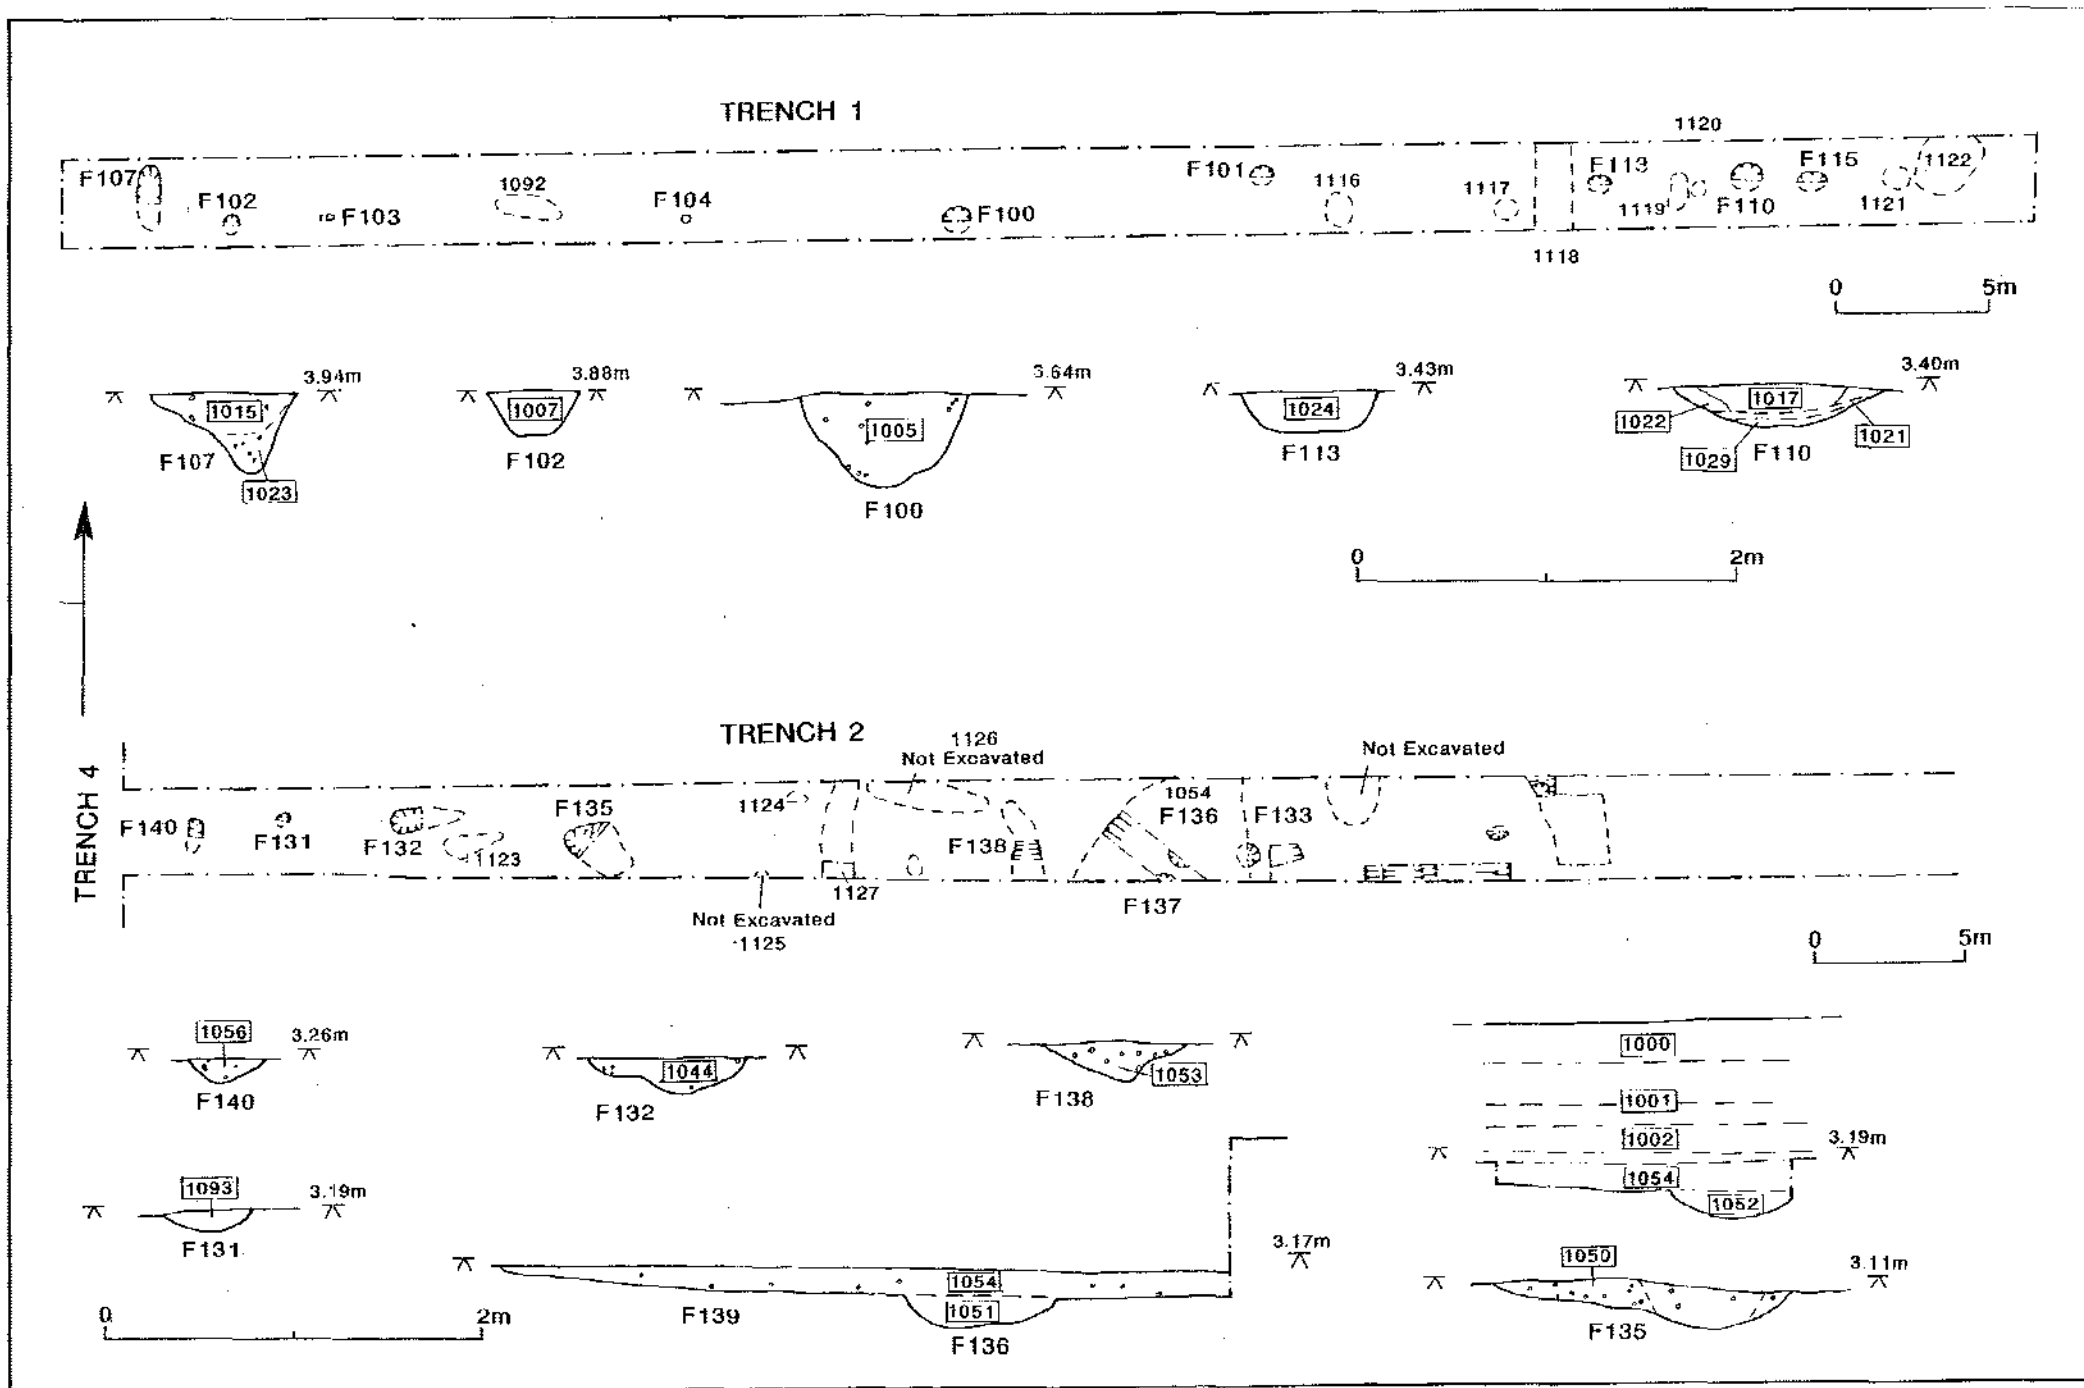 TRENCH 1
1120
F107
F102
F103
1092
F104
F100
F101
1116
1117
1118
F113
1119
F110
F115
1121
1122
0 5m
3.94m
1015
F107
1023
3.88m
1007
F102
3.64m
1005
F100
3.43m
1024
F113
3.40m
1017
1022
1021
1029
F110
0 2m
TRENCH 4
TRENCH 2
1126
Not Excavated
Not Excavated
F140
F131
F132
1123
F135
1124
1127
F138
1054
F136
F133
F137
Not Excavated
1125
0 5m
1056
3.26m
F140
1044
F132
1053
F138
1000
1001
1002
3.19m
1054
1052
1093
3.19m
F131
3.17m
1054
1051
F139
F136
1050
3.11m
F135
0 2m